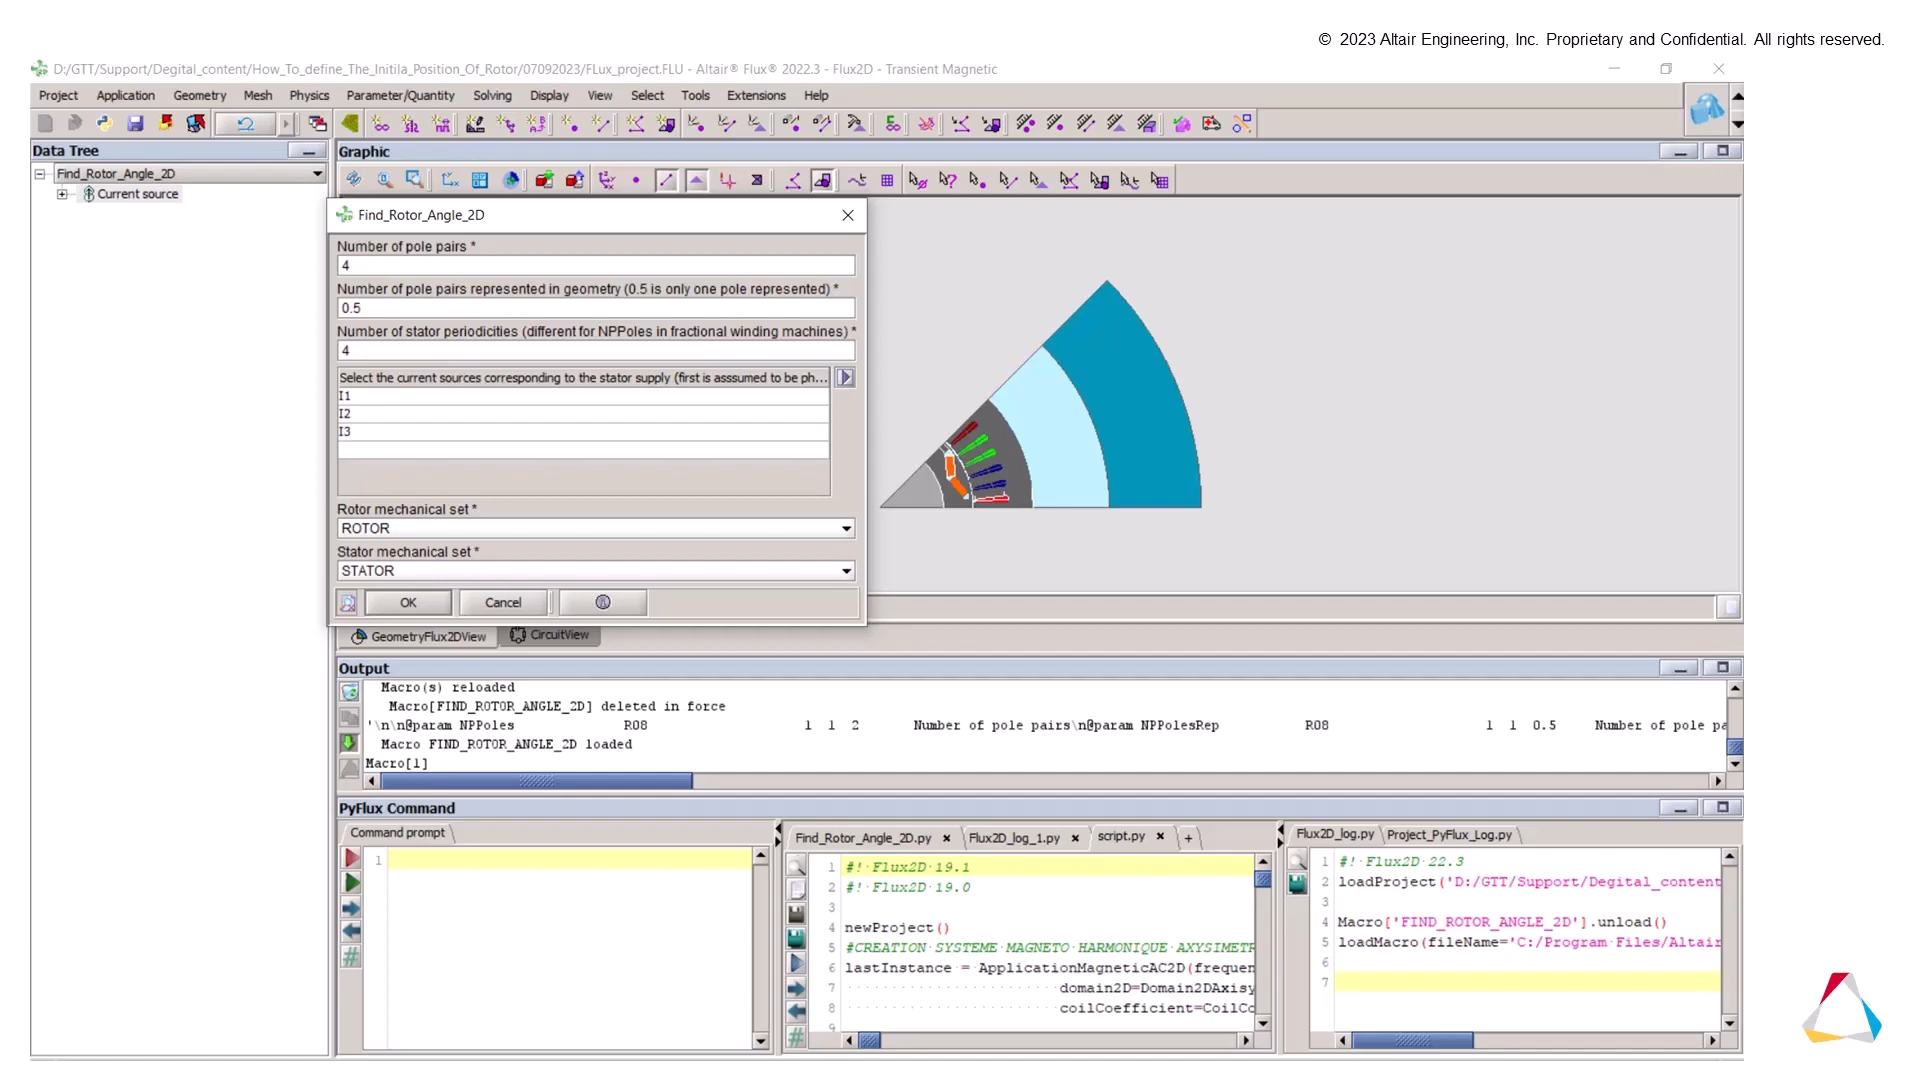 © 2023 Altair Engineering, Inc. Proprietary and Confidential. All rights reserved.
D:/GTT/Support/Degital_content/How_To_define_The_Initila_Position_Of_Rotor/07092023/FLux_project.FLU - Altair® Flux® 2022.3 - Flux2D - Transient Magnetic
Project Application Geometry Mesh Physics Parameter/Quantity Solving Display View Select Tools Extensions Help
Data Tree
Find_Rotor_Angle_2D
Current source
Graphic
Find_Rotor_Angle_2D
Number of pole pairs *
4
Number of pole pairs represented in geometry (0.5 is only one pole represented) *
0.5
Number of stator periodicities (different for NPPoles in fractional winding machines) *
4
Select the current sources corresponding to the stator supply (first is asssumed to be ph...
I1
I2
I3
Rotor mechanical set *
ROTOR
Stator mechanical set *
STATOR
OK Cancel
GeometryFlux2DView CircuitView
Output
Macro(s) reloaded
Macro[FIND_ROTOR_ANGLE_2D] deleted in force
'\n\n@param NPPoles R08 1 1 2 Number of pole pairs\n@param NPPolesRep R08 1 1 0.5 Number of pole pa
Macro FIND_ROTOR_ANGLE_2D loaded
Macro[1]
PyFlux Command
Command prompt
1
Find_Rotor_Angle_2D.py Flux2D_log_1.py script.py +
1 #! Flux2D 19.1
2 #! Flux2D 19.0
3
4 newProject()
5 #CREATION SYSTEME MAGNETO HARMONIQUE AXYSIMETR
6 lastInstance = ApplicationMagneticAC2D(frequen
7 domain2D=Domain2DAxisy
8 coilCoefficient=CoilCo
9
Flux2D_log.py Project_PyFlux_Log.py
1 #! Flux2D 22.3
2 loadProject('D:/GTT/Support/Degital_content
3
4 Macro['FIND_ROTOR_ANGLE_2D'].unload()
5 loadMacro(fileName='C:/Program Files/Altair
6
7